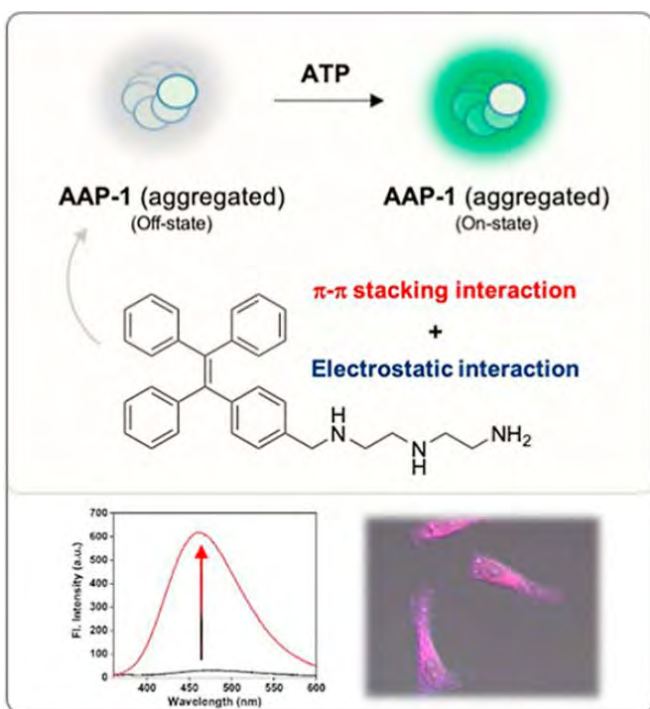 ATP
AAP-1 (aggregated)
(Off-state)
AAP-1 (aggregated)
(On-state)
π-π stacking interaction
+
Electrostatic interaction
H
N
N
H
NH2
700
600
500
400
300
200
100
0
Fl. Intensity (a.u.)
400 450 500 550 600
Wavelength (nm)